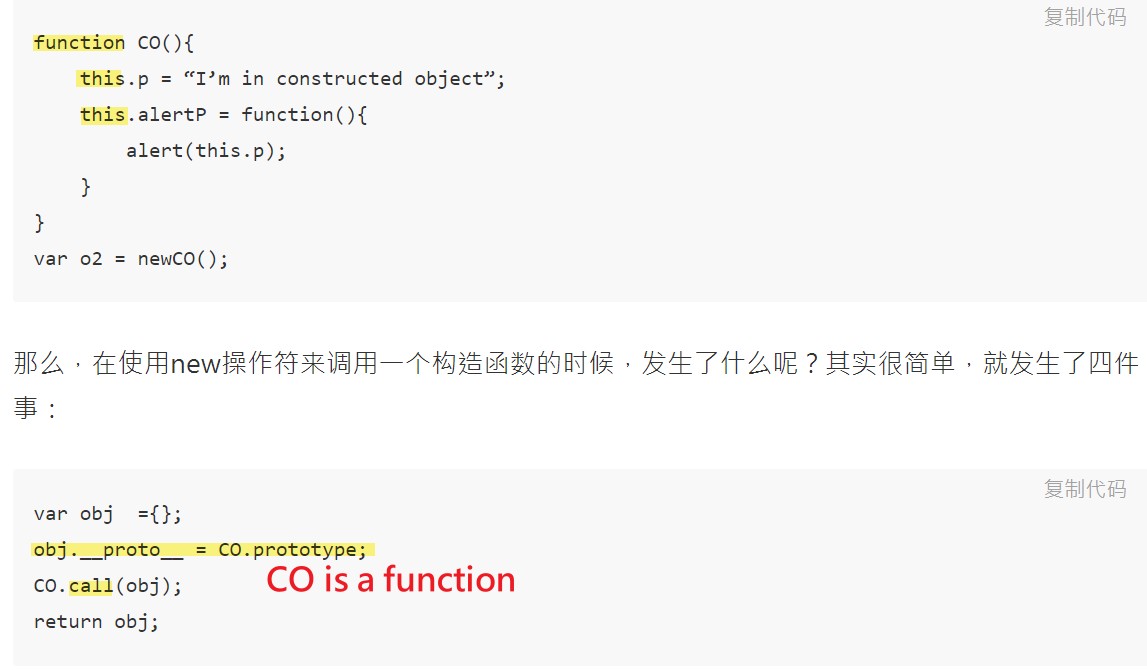 复制代码
function CO(){
    this.p = “I’m in constructed object”;
    this.alertP = function(){
        alert(this.p);
    }
}
var o2 = newCO();
那么，在使用new操作符来调用一个构造函数的时候，发生了什么呢？其实很简单，就发生了四件
事：
复制代码
var obj  ={};
obj.__proto__ = CO.prototype;
CO.call(obj);
CO is a function
return obj;